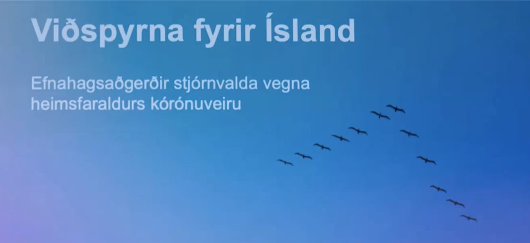 Viðspyrna fyrir Ísland
Efnahagsaðgerðir stjórnvalda vegna
heimsfaraldurs kórónuveiru